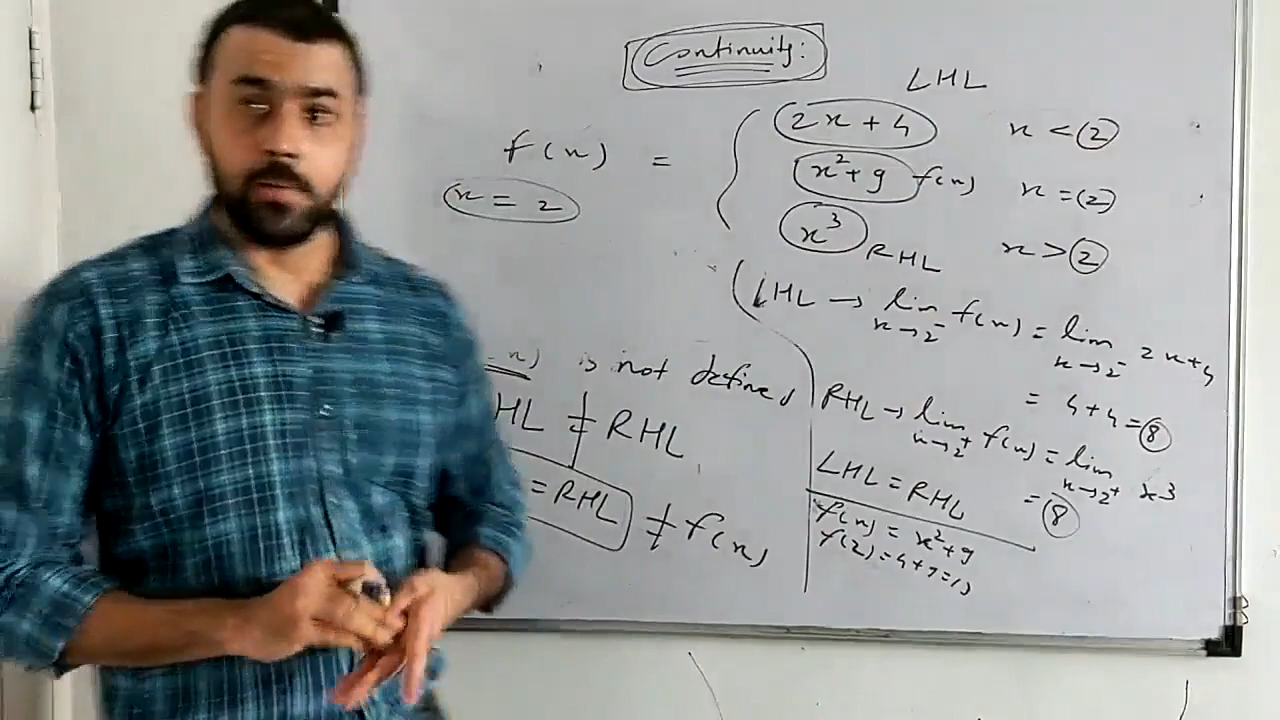 Continuity:
LHL
f(x) = 2x + 4 x < 2
x² + 9 f(x) x = 2
x = 2
x³ RHL x > 2
LHL → lim x→2⁻ f(x) = lim x→2⁻ 2x+4
= 4+4 = 8
x) is not defined
RHL → lim x→2⁺ f(x) = lim x→2⁺ x³
= 8
HL ≠ RHL
LHL = RHL
= RHL ≠ f(x)
f(x) = x²+9
f(2) = 4+9=13